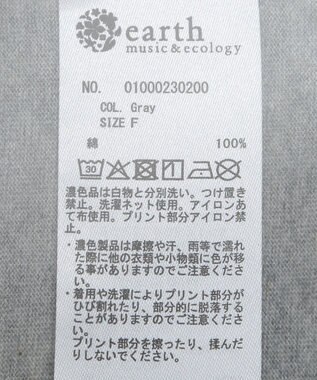 earth
music&ecology
NO. 01000230200
COL. Gray
SIZE F
綿 100%
30
濃色品は白物と分別洗い。つけ置き
禁止。洗濯ネット使用。アイロンあ
て布使用。プリント部分アイロン禁
止。
・濃色製品は摩擦や汗、雨等で濡れ
た際に他の衣類や小物類に色が移
る事がありますのでご注意くださ
い。
・着用や洗濯によりプリント部分が
ひび割れたり、部分的に脱落する
ことがありますのでご注意くださ
い。
プリント部分を擦ったり、揉んだ
りしないでください。